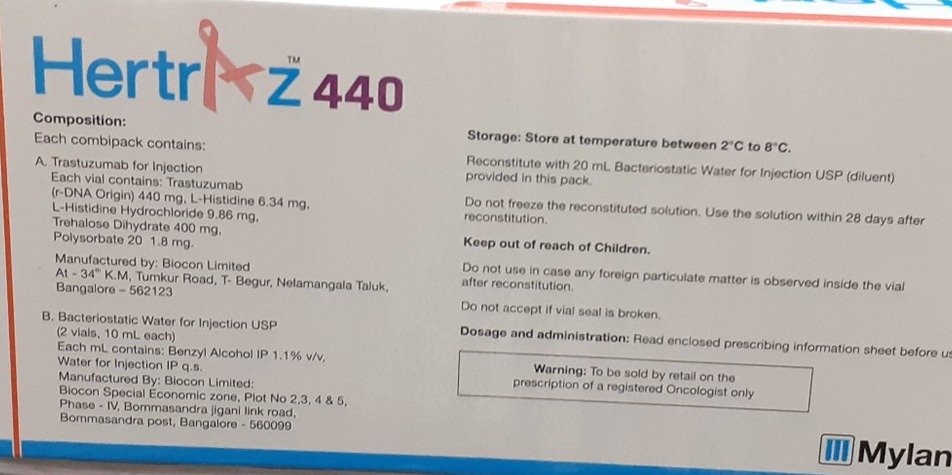 Hertraz™ 440
Composition:
Each combipack contains:
A. Trastuzumab for Injection
Each vial contains: Trastuzumab
(r-DNA Origin) 440 mg, L-Histidine 6.34 mg,
L-Histidine Hydrochloride 9.86 mg,
Trehalose Dihydrate 400 mg,
Polysorbate 20 1.8 mg.
Manufactured by: Biocon Limited
At - 34th K.M, Tumkur Road, T- Begur, Nelamangala Taluk,
Bangalore – 562123
B. Bacteriostatic Water for Injection USP
(2 vials, 10 mL each)
Each mL contains: Benzyl Alcohol IP 1.1% v/v,
Water for Injection IP q.s.
Manufactured By: Biocon Limited:
Biocon Special Economic zone, Plot No 2,3, 4 & 5,
Phase - IV, Bommasandra jigani link road,
Bommasandra post, Bangalore - 560099
Storage: Store at temperature between 2°C to 8°C.
Reconstitute with 20 mL Bacteriostatic Water for Injection USP (diluent)
provided in this pack.
Do not freeze the reconstituted solution. Use the solution within 28 days after
reconstitution.
Keep out of reach of Children.
Do not use in case any foreign particulate matter is observed inside the vial
after reconstitution.
Do not accept if vial seal is broken.
Dosage and administration: Read enclosed prescribing information sheet before us
Warning: To be sold by retail on the
prescription of a registered Oncologist only
Mylan